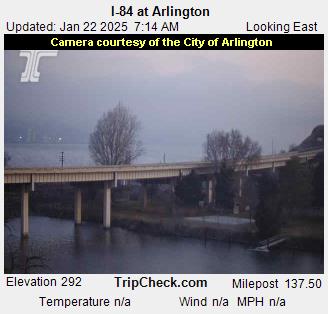 I-84 at Arlington
Updated: Jan 22 2025 7:14 AM Looking East
Camera courtesy of the City of Arlington
Elevation 292 TripCheck.com Milepost 137.50
Temperature n/a Wind n/a MPH n/a